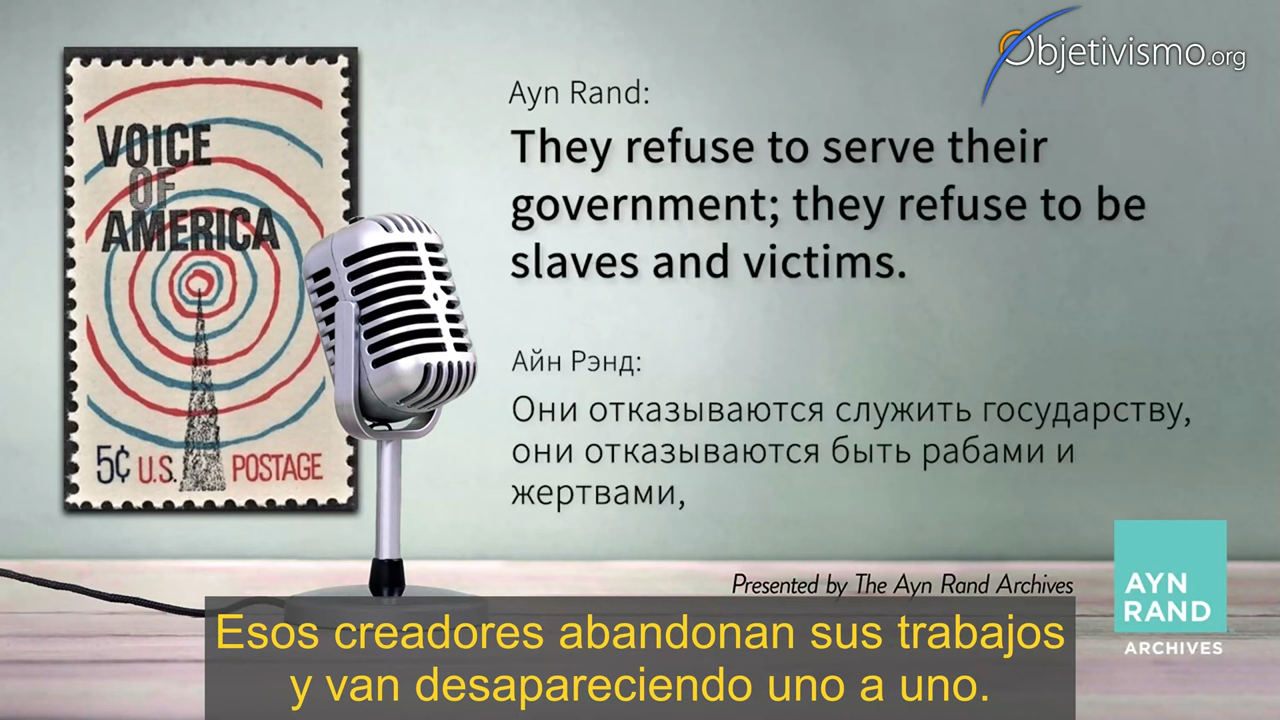 Objetivismo.org
VOICE
OF
AMERICA
5¢ U.S. POSTAGE
Ayn Rand:
They refuse to serve their
government; they refuse to be
slaves and victims.
Айн Рэнд:
Они отказываются служить государству,
они отказываются быть рабами и
жертвами,
Presented by The Ayn Rand Archives
AYN
RAND
ARCHIVES
Esos creadores abandonan sus trabajos
y van desapareciendo uno a uno.